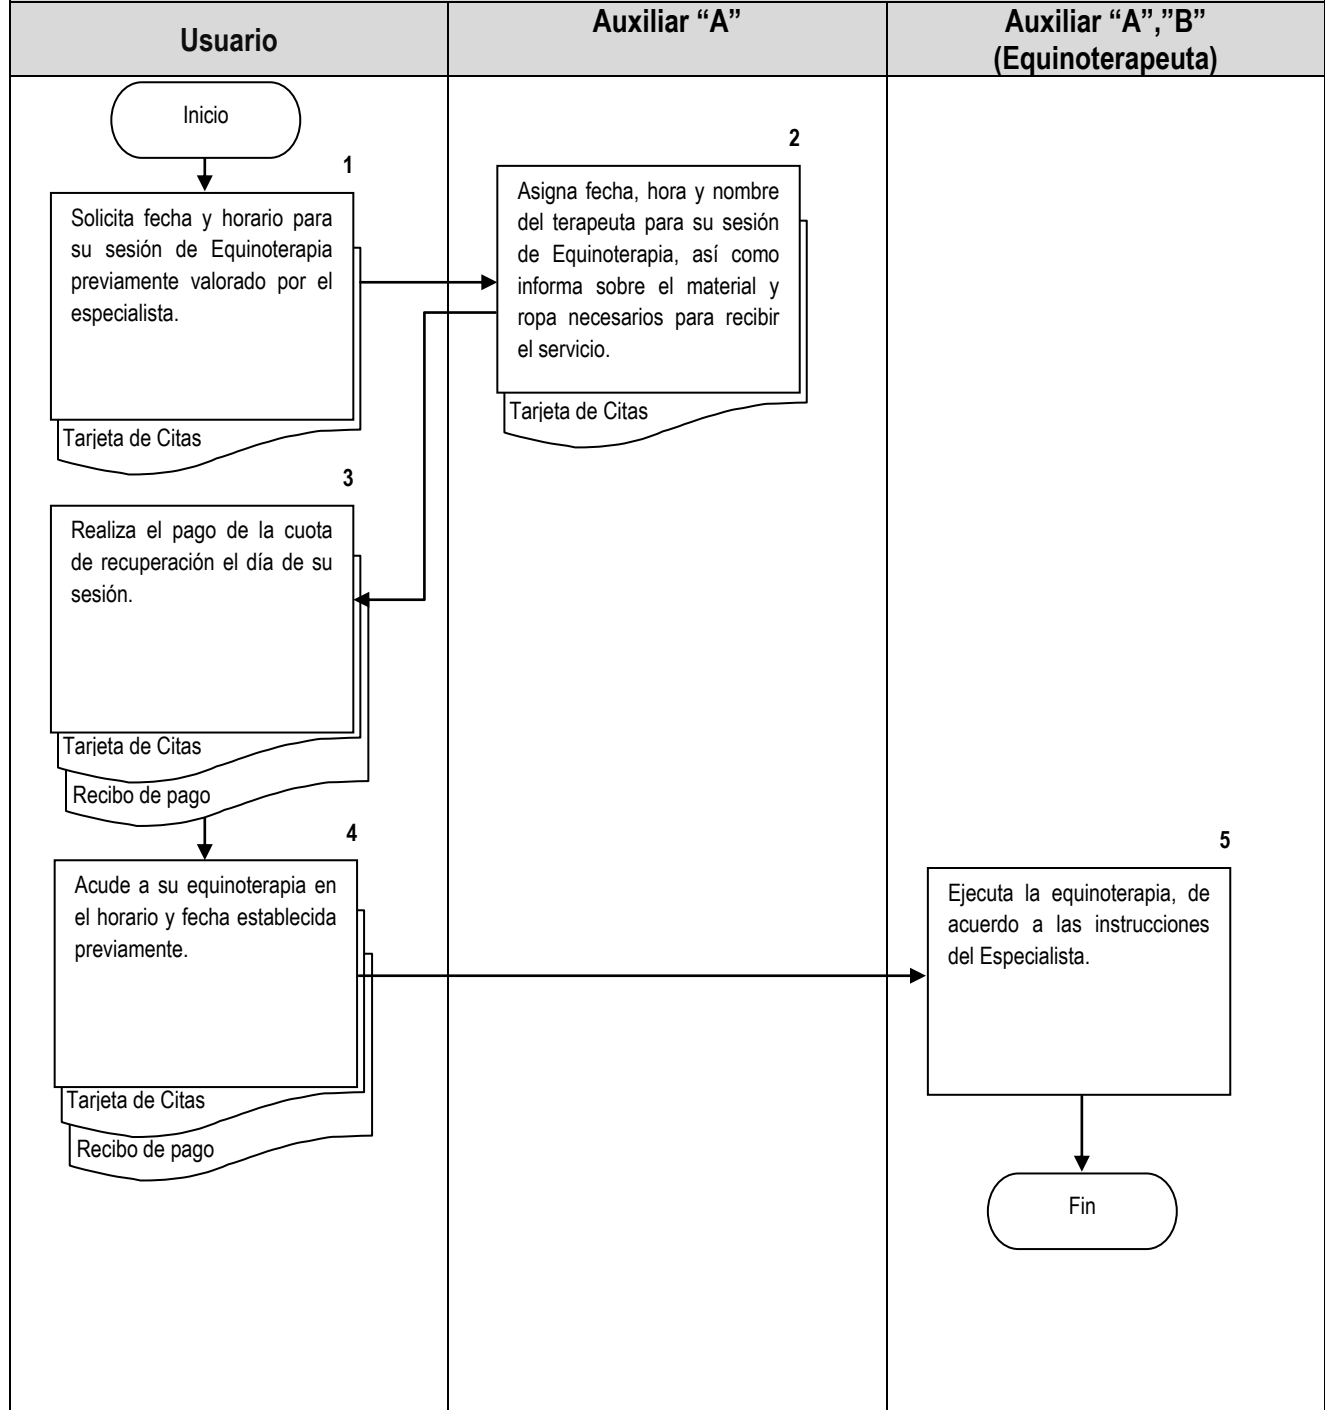 Usuario
Auxiliar “A”
Auxiliar “A”,”B”
(Equinoterapeuta)
Inicio
1
Solicita fecha y horario para
su sesión de Equinoterapia
previamente valorado por el
especialista.
Tarjeta de Citas
2
Asigna fecha, hora y nombre
del terapeuta para su sesión
de Equinoterapia, así como
informa sobre el material y
ropa necesarios para recibir
el servicio.
Tarjeta de Citas
3
Realiza el pago de la cuota
de recuperación el día de su
sesión.
Tarjeta de Citas
Recibo de pago
4
Acude a su equinoterapia en
el horario y fecha establecida
previamente.
Tarjeta de Citas
Recibo de pago
5
Ejecuta la equinoterapia, de
acuerdo a las instrucciones
del Especialista.
Fin